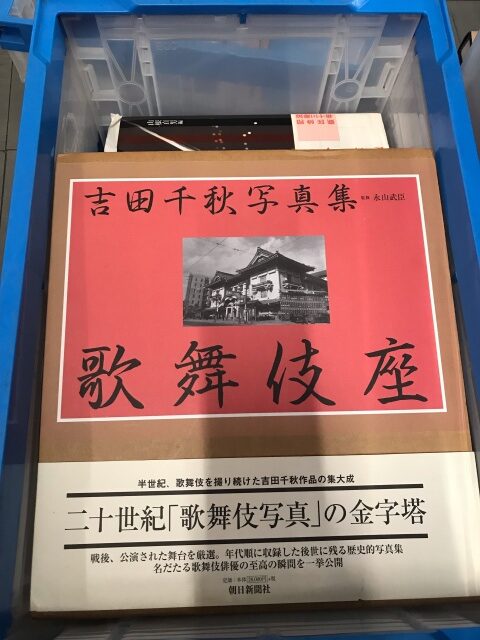 吉田千秋写真集
監修 永山武臣
歌舞伎座
半世紀、歌舞伎を撮り続けた吉田千秋作品の集大成
二十世紀「歌舞伎写真」の金字塔
戦後、公演された舞台を厳選。年代順に収録した後世に残る歴史的写真集
名だたる歌舞伎俳優の至高の瞬間を一挙公開
朝日新聞社